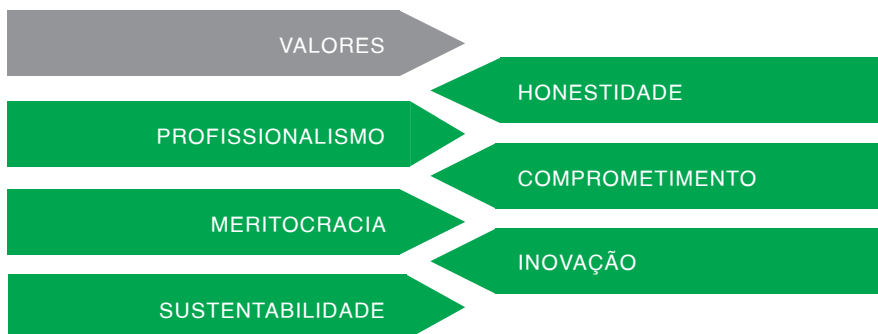 VALORES
HONESTIDADE
PROFISSIONALISMO
COMPROMETIMENTO
MERITOCRACIA
INOVAÇÃO
SUSTENTABILIDADE